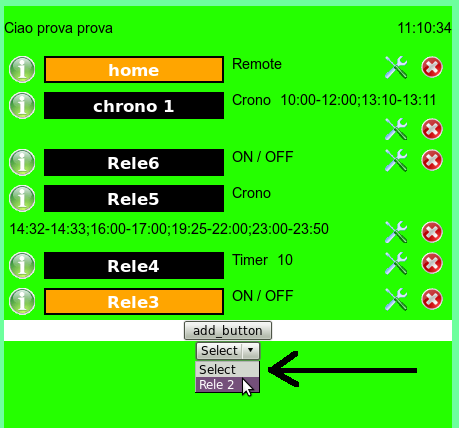 Ciao prova prova 11:10:34
home Remote
chrono 1 Crono 10:00-12:00;13:10-13:11
Rele6 ON / OFF
Rele5 Crono
14:32-14:33;16:00-17:00;19:25-22:00;23:00-23:50
Rele4 Timer 10
Rele3 ON / OFF
add_button
Select
Select
Rele 2